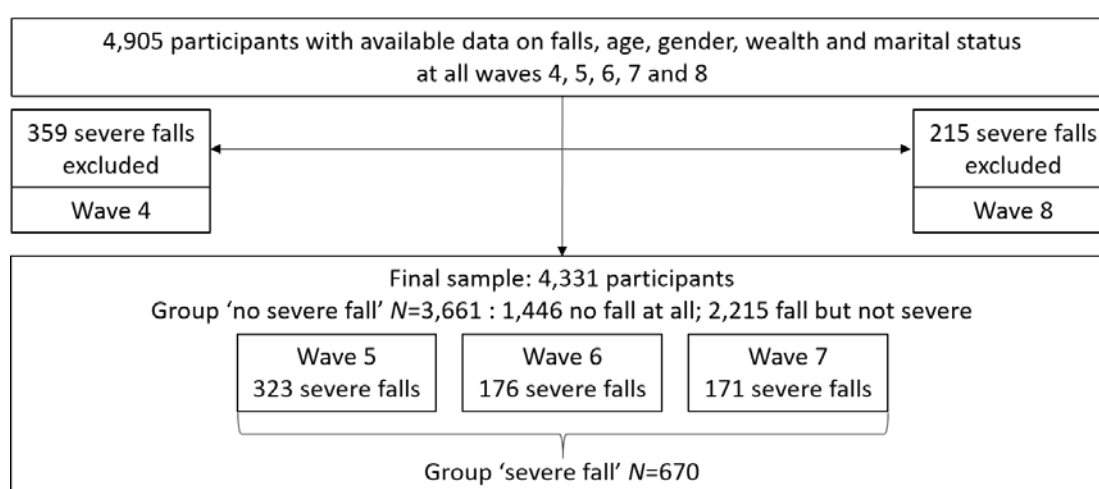 4,905 participants with available data on falls, age, gender, wealth and marital status
at all waves 4, 5, 6, 7 and 8
359 severe falls
excluded
Wave 4
215 severe falls
excluded
Wave 8
Final sample: 4,331 participants
Group ‘no severe fall’ N=3,661 : 1,446 no fall at all; 2,215 fall but not severe
Wave 5
323 severe falls
Wave 6
176 severe falls
Wave 7
171 severe falls
Group ‘severe fall’ N=670